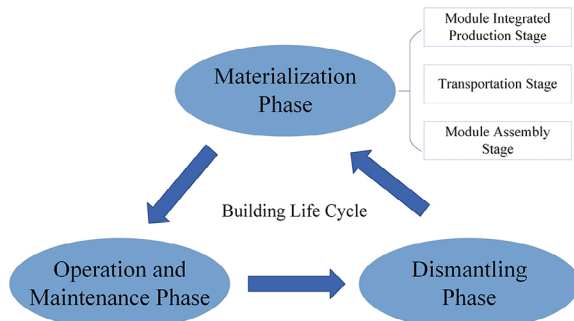 Module Integrated
Production Stage
Materialization
Phase
Transportation Stage
Module Assembly
Stage
Building Life Cycle
Operation and
Maintenance Phase
Dismantling
Phase